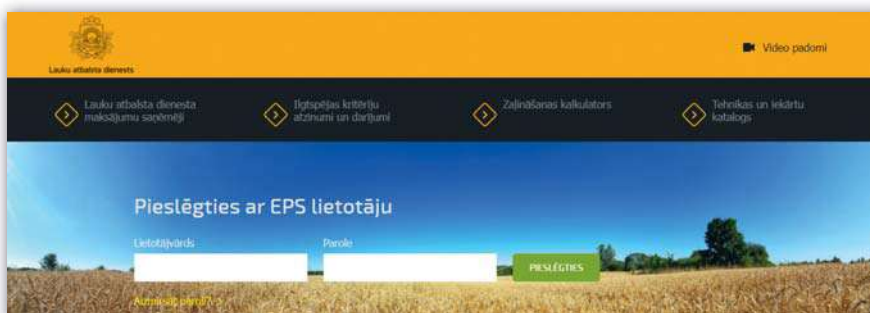 Lauku atbalsta dienests
Video padomi
Lauku atbalsta dienesta
maksājumu saņēmēji
Ilgtspējas kritēriju
atzinumi un darījumi
Zaļināšanas kalkulators
Tehnikas un iekārtu
katalogs
Pieslēgties ar EPS lietotāju
Lietotājvārds
Parole
PIESLĒGTIES
Aizmirsāt paroli? >